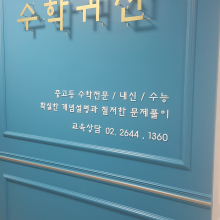 수학귀신
중고등 수학전문 / 내신 / 수능
확실한 개념설명과 철저한 문제풀이
교육상담 02, 2644 , 1360